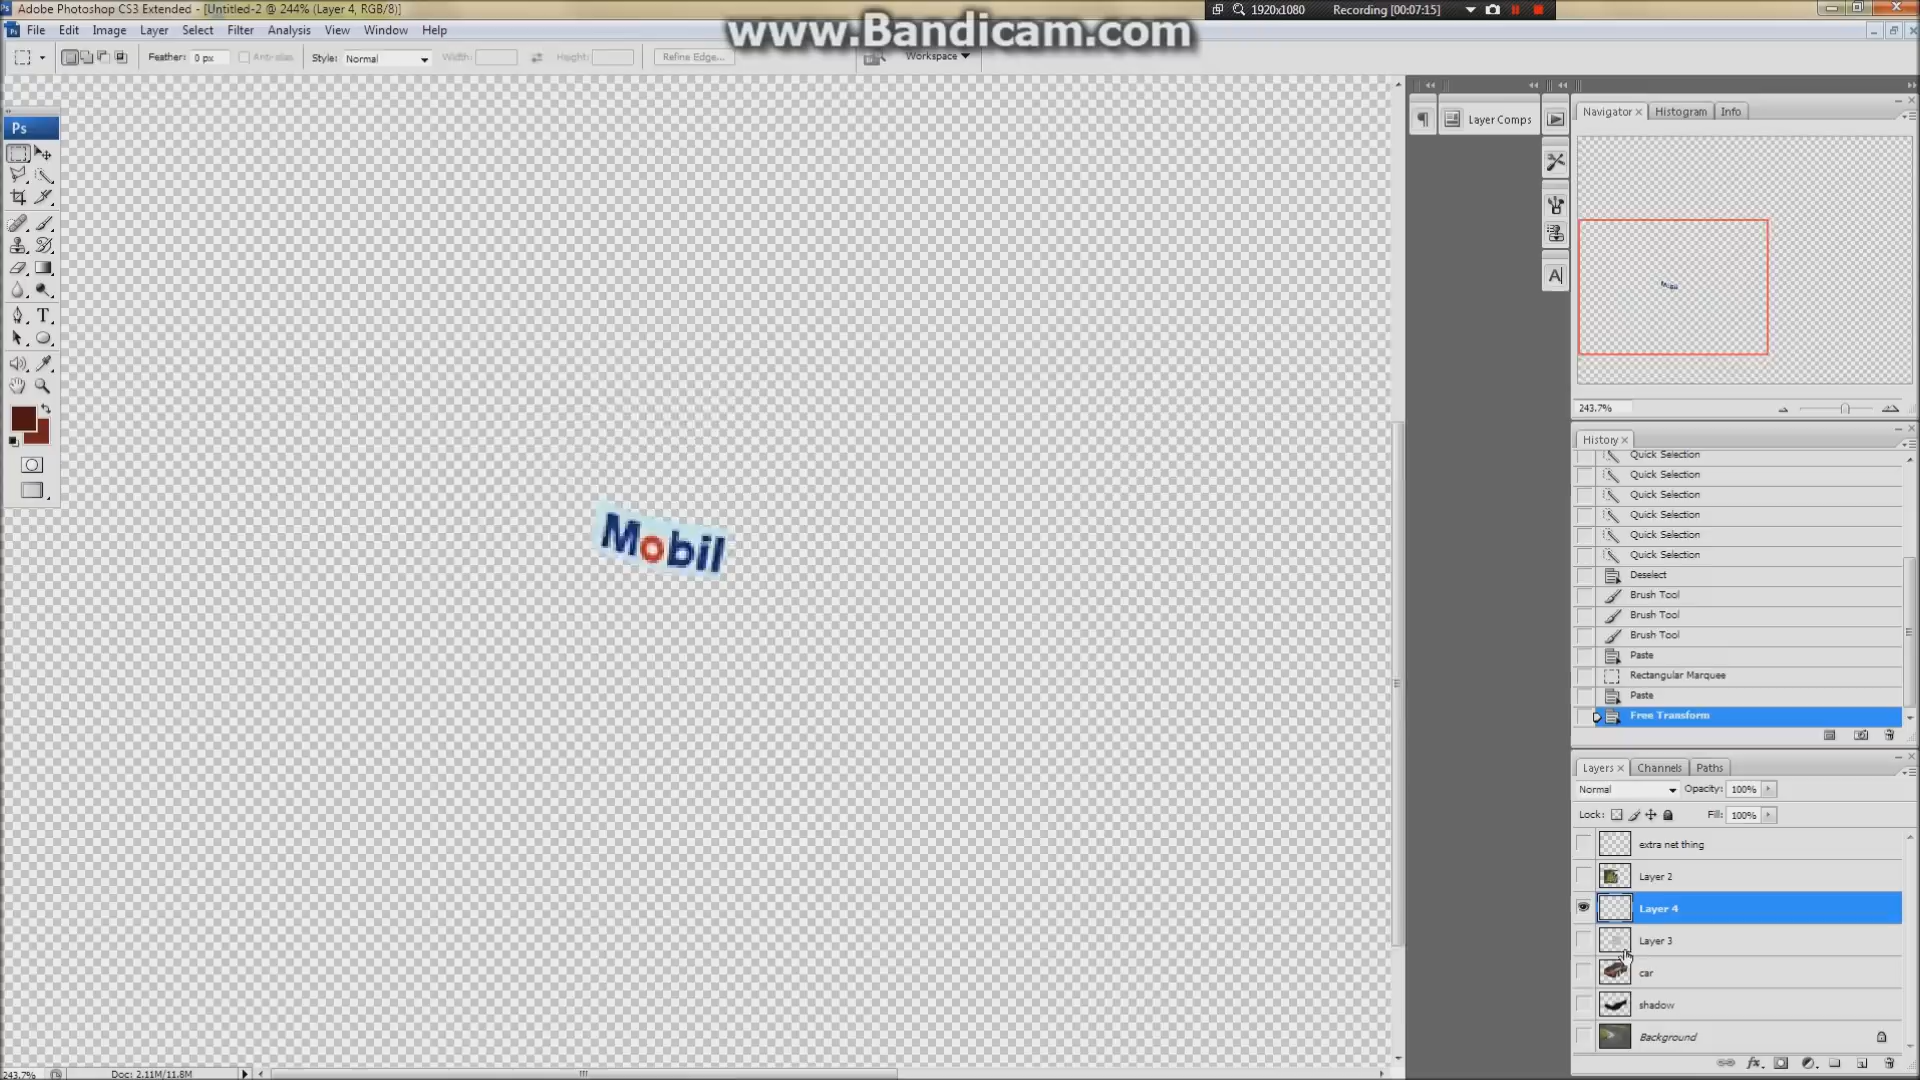 Adobe Photoshop CS3 Extended - [Untitled-2 @ 244% (Layer 4, RGB/8)]
1920x1080
Recording [00:07:15]
www.Bandicam.com
File Edit Image Layer Select Filter Analysis View Window Help
Feather: 0 px
Anti-alias
Style: Normal
Width:
Height:
Refine Edge...
Workspace
Ps
Layer Comps
Navigator
Histogram
Info
Mobil
243.7%
History
Quick Selection
Quick Selection
Quick Selection
Quick Selection
Quick Selection
Quick Selection
Deselect
Brush Tool
Brush Tool
Brush Tool
Paste
Rectangular Marquee
Paste
Free Transform
Layers
Channels
Paths
Normal
Opacity: 100%
Lock:
Fill: 100%
extra net thing
Layer 2
Layer 4
Layer 3
car
shadow
Background
243.7%
Doc: 2.11M/11.8M